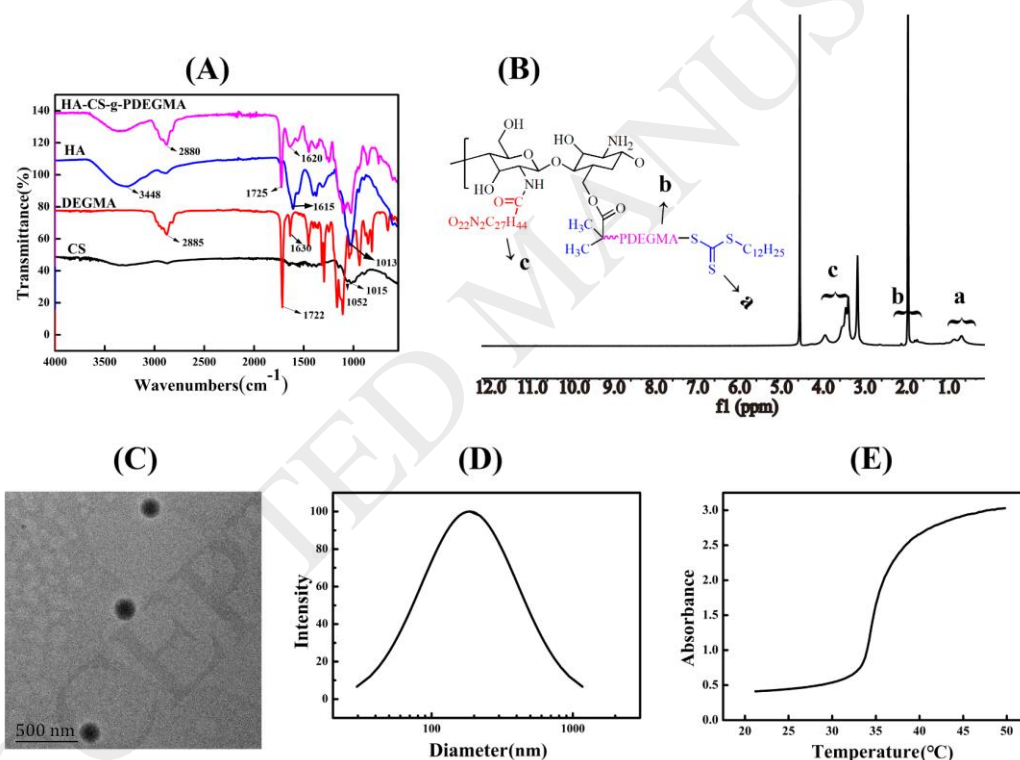 TED MANUS
(A)
140
120
100
80
60
40
20
0
Transmittance(%)
HA-CS-g-PDEGMA
2880
1620
1725
HA
3448
1615
DEGMA
2885
1630
1013
CS
1015
1052
1722
4000
3000
2000
1000
Wavenumbers(cm-1
(B)
OH
HO
NH2
O
O
O
O
HO
NH
OH
O
O
C
O
O22N2C27H44
c
b
H3C
H3C
PDEGMA
S
S
C12H25
S
a
c
b
a
12.0
11.0
10.0
9.0
8.0
7.0
6.0
5.0
4.0
3.0
2.0
1.0
f1 (ppm)
(C)
500 nm
(D)
100
80
60
40
20
0
Intensity
100
1000
Diameter(nm)
(E)
3.0
2.5
2.0
1.5
1.0
0.5
0.0
Absorbance
20
25
30
35
40
45
50
Temperature(°C)